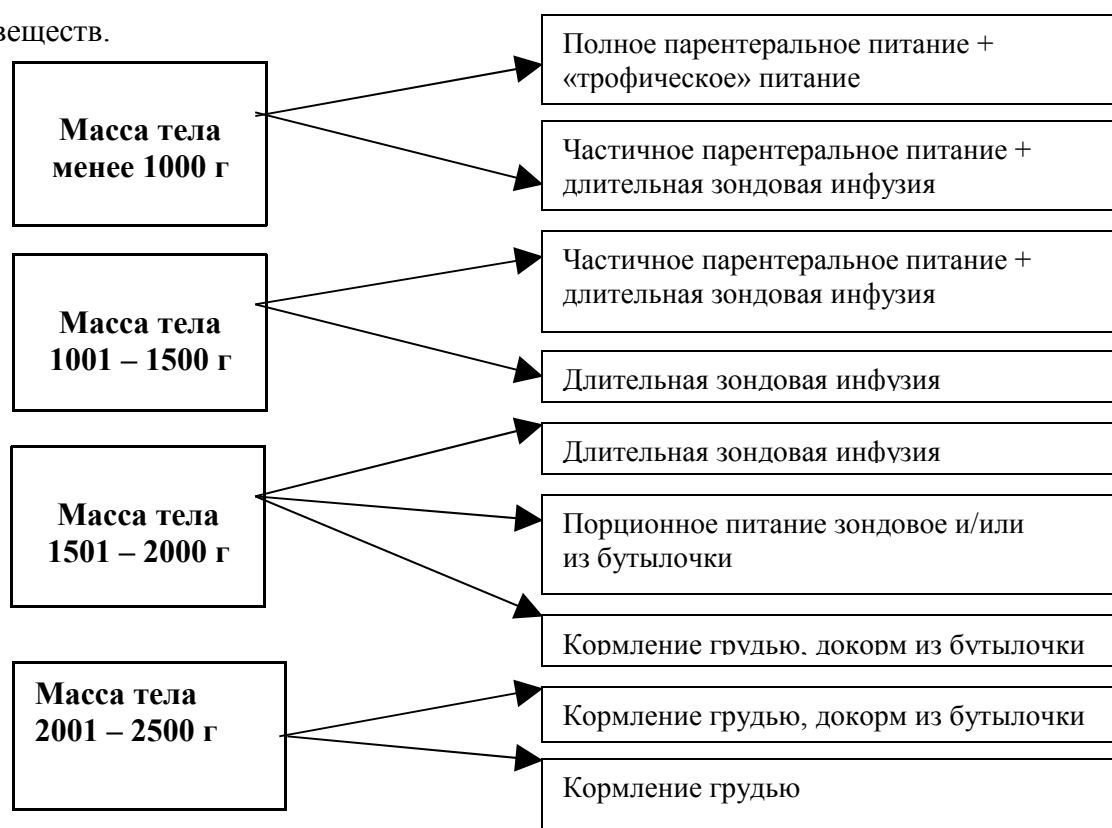 веществ.
Масса тела
менее 1000 г
Полное парентеральное питание +
«трофическое» питание
Частичное парентеральное питание +
длительная зондовая инфузия
Масса тела
1001 – 1500 г
Частичное парентеральное питание +
длительная зондовая инфузия
Длительная зондовая инфузия
Масса тела
1501 – 2000 г
Длительная зондовая инфузия
Порционное питание зондовое и/или
из бутылочки
Кормление грудью, докорм из бутылочки
Масса тела
2001 – 2500 г
Кормление грудью, докорм из бутылочки
Кормление грудью